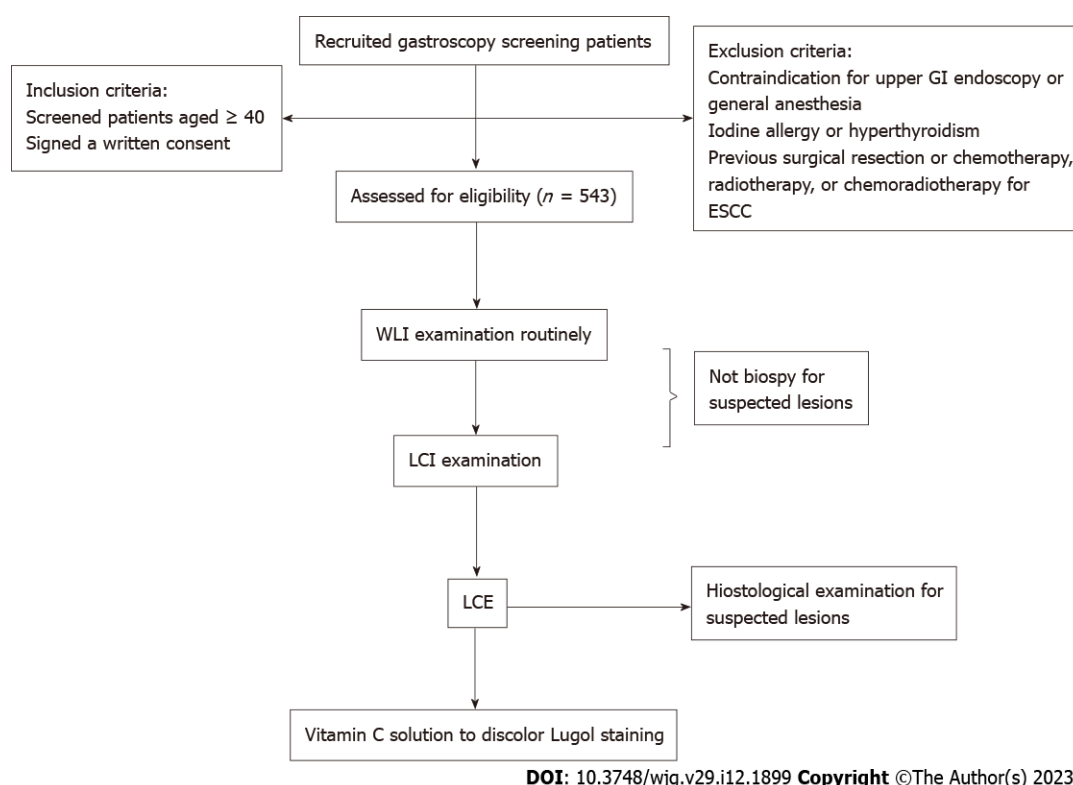 Recruited gastroscopy screening patients
Inclusion criteria:
Screened patients aged ≥ 40
Signed a written consent
Exclusion criteria:
Contraindication for upper GI endoscopy or
general anesthesia
Iodine allergy or hyperthyroidism
Previous surgical resection or chemotherapy,
radiotherapy, or chemoradiotherapy for
ESCC
Assessed for eligibility (n = 543)
WLI examination routinely
Not biospy for
suspected lesions
LCI examination
LCE
Hiostological examination for
suspected lesions
Vitamin C solution to discolor Lugol staining
DOI: 10.3748/wjg.v29.i12.1899 Copyright ©The Author(s) 2023